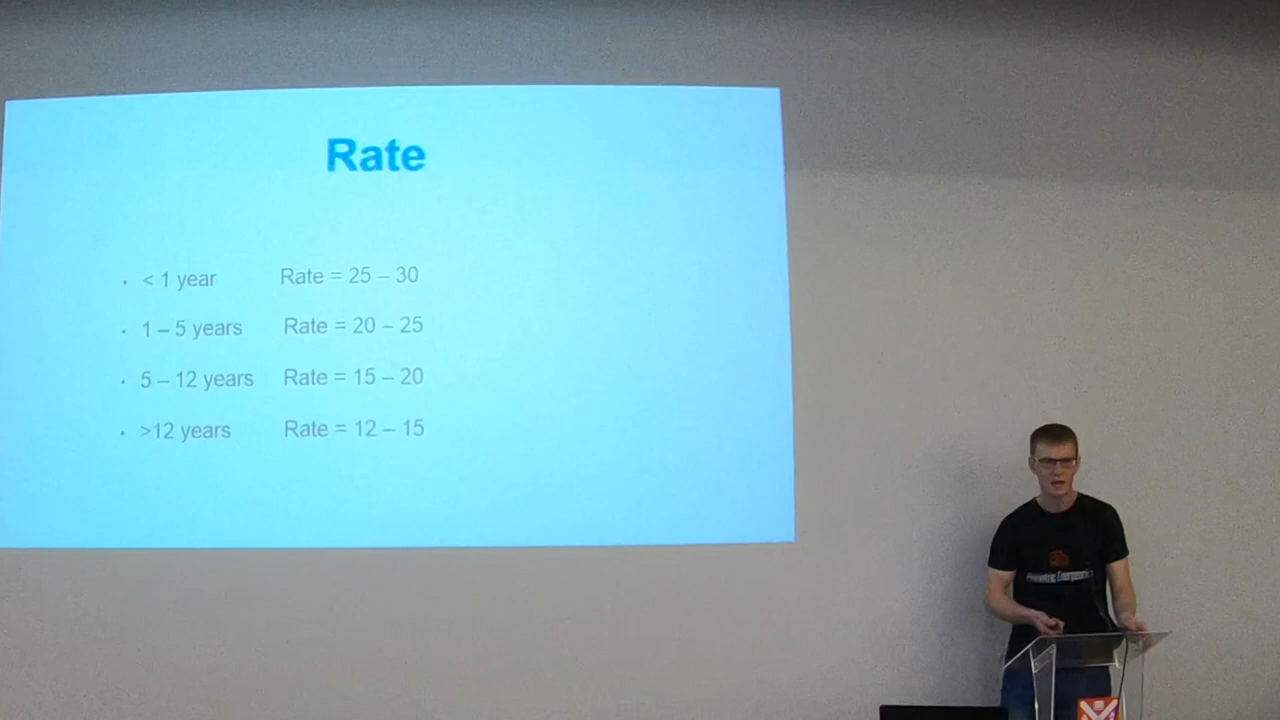 Rate
· < 1 year Rate = 25 – 30
· 1 – 5 years Rate = 20 – 25
· 5 – 12 years Rate = 15 – 20
· >12 years Rate = 12 – 15